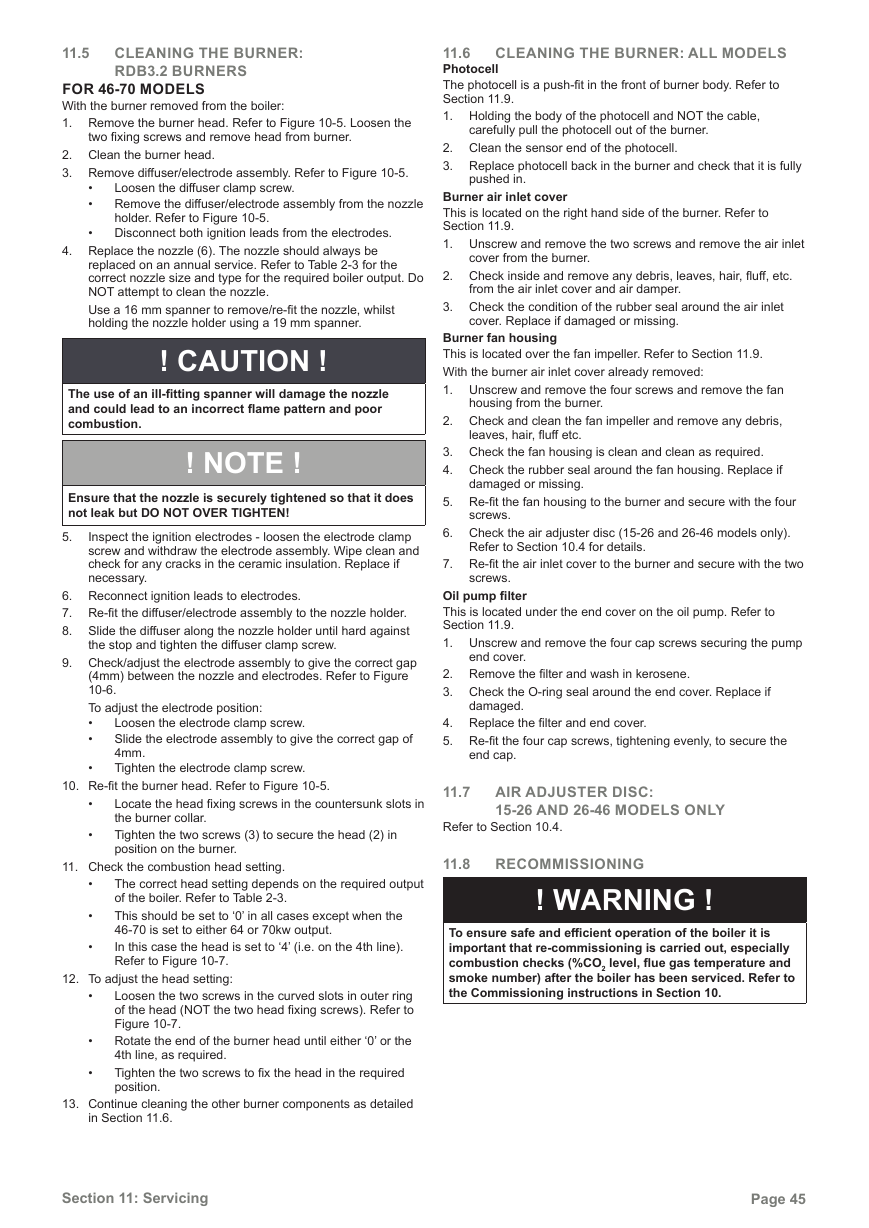 11.5 CLEANING THE BURNER:
RDB3.2 BURNERS
FOR 46-70 MODELS
With the burner removed from the boiler:
1. Remove the burner head. Refer to Figure 10-5. Loosen the
two fixing screws and remove head from burner.
2. Clean the burner head.
3. Remove diffuser/electrode assembly. Refer to Figure 10-5.
• Loosen the diffuser clamp screw.
• Remove the diffuser/electrode assembly from the nozzle
holder. Refer to Figure 10-5.
• Disconnect both ignition leads from the electrodes.
4. Replace the nozzle (6). The nozzle should always be
replaced on an annual service. Refer to Table 2-3 for the
correct nozzle size and type for the required boiler output. Do
NOT attempt to clean the nozzle.
Use a 16 mm spanner to remove/re-fit the nozzle, whilst
holding the nozzle holder using a 19 mm spanner.
! CAUTION !
The use of an ill-fitting spanner will damage the nozzle
and could lead to an incorrect flame pattern and poor
combustion.
! NOTE !
Ensure that the nozzle is securely tightened so that it does
not leak but DO NOT OVER TIGHTEN!
5. Inspect the ignition electrodes - loosen the electrode clamp
screw and withdraw the electrode assembly. Wipe clean and
check for any cracks in the ceramic insulation. Replace if
necessary.
6. Reconnect ignition leads to electrodes.
7. Re-fit the diffuser/electrode assembly to the nozzle holder.
8. Slide the diffuser along the nozzle holder until hard against
the stop and tighten the diffuser clamp screw.
9. Check/adjust the electrode assembly to give the correct gap
(4mm) between the nozzle and electrodes. Refer to Figure
10-6.
To adjust the electrode position:
• Loosen the electrode clamp screw.
• Slide the electrode assembly to give the correct gap of
4mm.
• Tighten the electrode clamp screw.
10. Re-fit the burner head. Refer to Figure 10-5.
• Locate the head fixing screws in the countersunk slots in
the burner collar.
• Tighten the two screws (3) to secure the head (2) in
position on the burner.
11. Check the combustion head setting.
• The correct head setting depends on the required output
of the boiler. Refer to Table 2-3.
• This should be set to ‘0’ in all cases except when the
46-70 is set to either 64 or 70kw output.
• In this case the head is set to ‘4’ (i.e. on the 4th line).
Refer to Figure 10-7.
12. To adjust the head setting:
• Loosen the two screws in the curved slots in outer ring
of the head (NOT the two head fixing screws). Refer to
Figure 10-7.
• Rotate the end of the burner head until either ‘0’ or the
4th line, as required.
• Tighten the two screws to fix the head in the required
position.
13. Continue cleaning the other burner components as detailed
in Section 11.6.
11.6 CLEANING THE BURNER: ALL MODELS
Photocell
The photocell is a push-fit in the front of burner body. Refer to
Section 11.9.
1. Holding the body of the photocell and NOT the cable,
carefully pull the photocell out of the burner.
2. Clean the sensor end of the photocell.
3. Replace photocell back in the burner and check that it is fully
pushed in.
Burner air inlet cover
This is located on the right hand side of the burner. Refer to
Section 11.9.
1. Unscrew and remove the two screws and remove the air inlet
cover from the burner.
2. Check inside and remove any debris, leaves, hair, fluff, etc.
from the air inlet cover and air damper.
3. Check the condition of the rubber seal around the air inlet
cover. Replace if damaged or missing.
Burner fan housing
This is located over the fan impeller. Refer to Section 11.9.
With the burner air inlet cover already removed:
1. Unscrew and remove the four screws and remove the fan
housing from the burner.
2. Check and clean the fan impeller and remove any debris,
leaves, hair, fluff etc.
3. Check the fan housing is clean and clean as required.
4. Check the rubber seal around the fan housing. Replace if
damaged or missing.
5. Re-fit the fan housing to the burner and secure with the four
screws.
6. Check the air adjuster disc (15-26 and 26-46 models only).
Refer to Section 10.4 for details.
7. Re-fit the air inlet cover to the burner and secure with the two
screws.
Oil pump filter
This is located under the end cover on the oil pump. Refer to
Section 11.9.
1. Unscrew and remove the four cap screws securing the pump
end cover.
2. Remove the filter and wash in kerosene.
3. Check the O-ring seal around the end cover. Replace if
damaged.
4. Replace the filter and end cover.
5. Re-fit the four cap screws, tightening evenly, to secure the
end cap.
11.7 AIR ADJUSTER DISC:
15-26 AND 26-46 MODELS ONLY
Refer to Section 10.4.
11.8 RECOMMISSIONING
! WARNING !
To ensure safe and efficient operation of the boiler it is
important that re-commissioning is carried out, especially
combustion checks (%CO2 level, flue gas temperature and
smoke number) after the boiler has been serviced. Refer to
the Commissioning instructions in Section 10.
Section 11: Servicing
Page 45